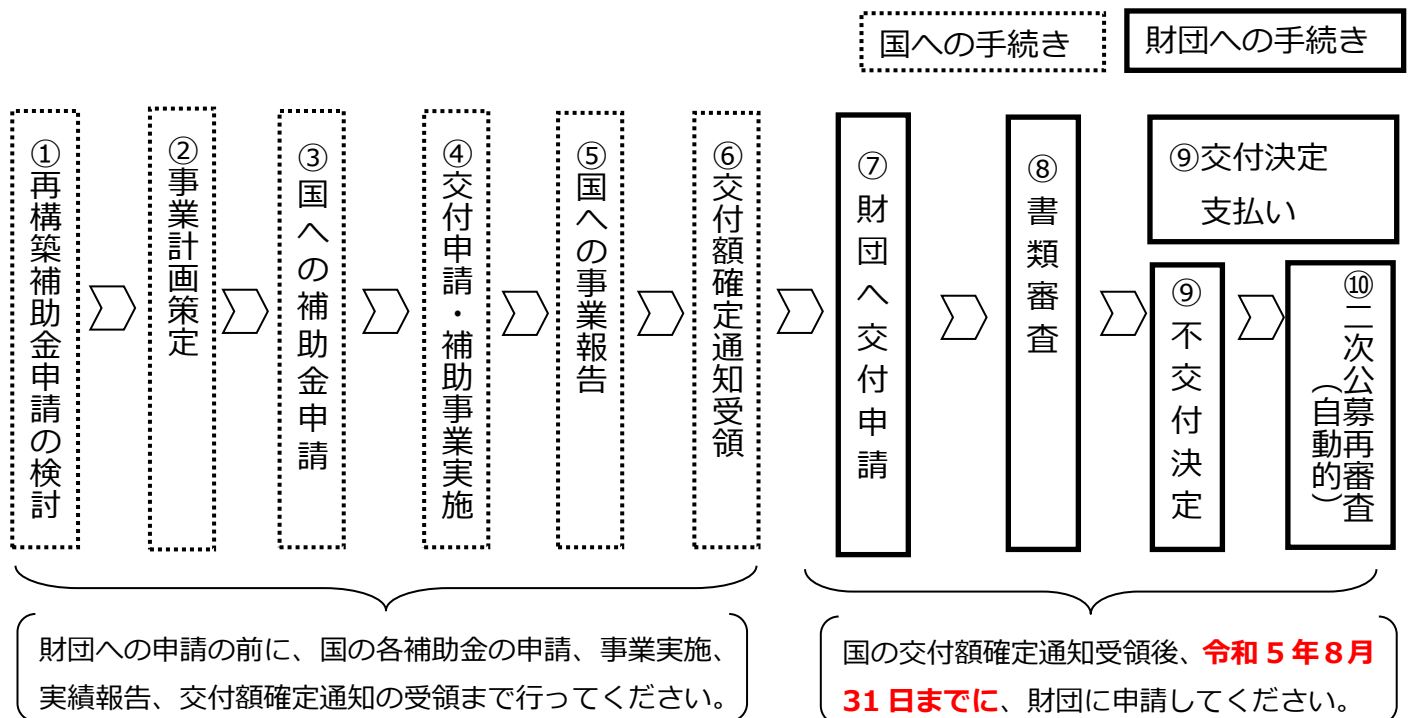 国への手続き
財団への手続き
①再構築補助金申請の検討
②事業計画策定
③国への補助金申請
④交付申請・補助事業実施
⑤国への事業報告
⑥交付額確定通知受領
⑦財団へ交付申請
⑧書類審査
⑨交付決定
支払い
⑨不交付決定
⑩二次公募再審査
(自動的)
財団への申請の前に、国の各補助金の申請、事業実施、
実績報告、交付額確定通知の受領まで行ってください。
国の交付額確定通知受領後、令和5年8月
31日までに、財団に申請してください。